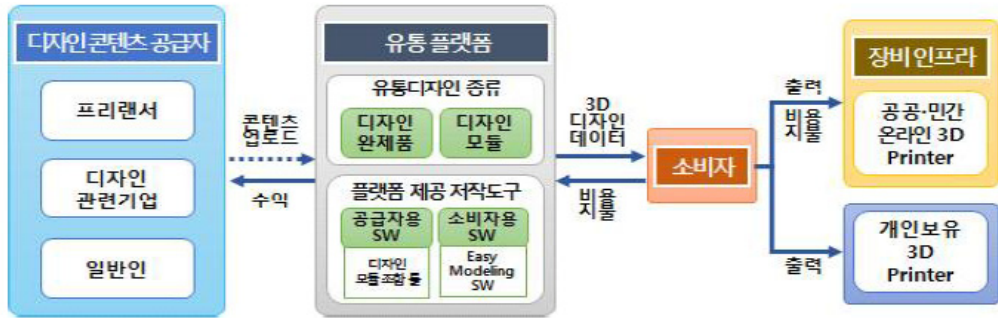 디자인 콘텐츠 공급자
프리랜서
디자인
관련기업
일반인
콘텐츠
업로드
수익
유통 플랫폼
유통디자인 종류
디자인
완제품
디자인
모듈
플랫폼 제공 저작도구
공급자용
SW
디자인
모듈 조합 툴
소비자용
SW
Easy
Modeling
SW
3D
디자인
데이터
비용
지불
소비자
출력
비용
지불
장비 인프라
공공·민간
온라인 3D
Printer
출력
개인보유
3D
Printer